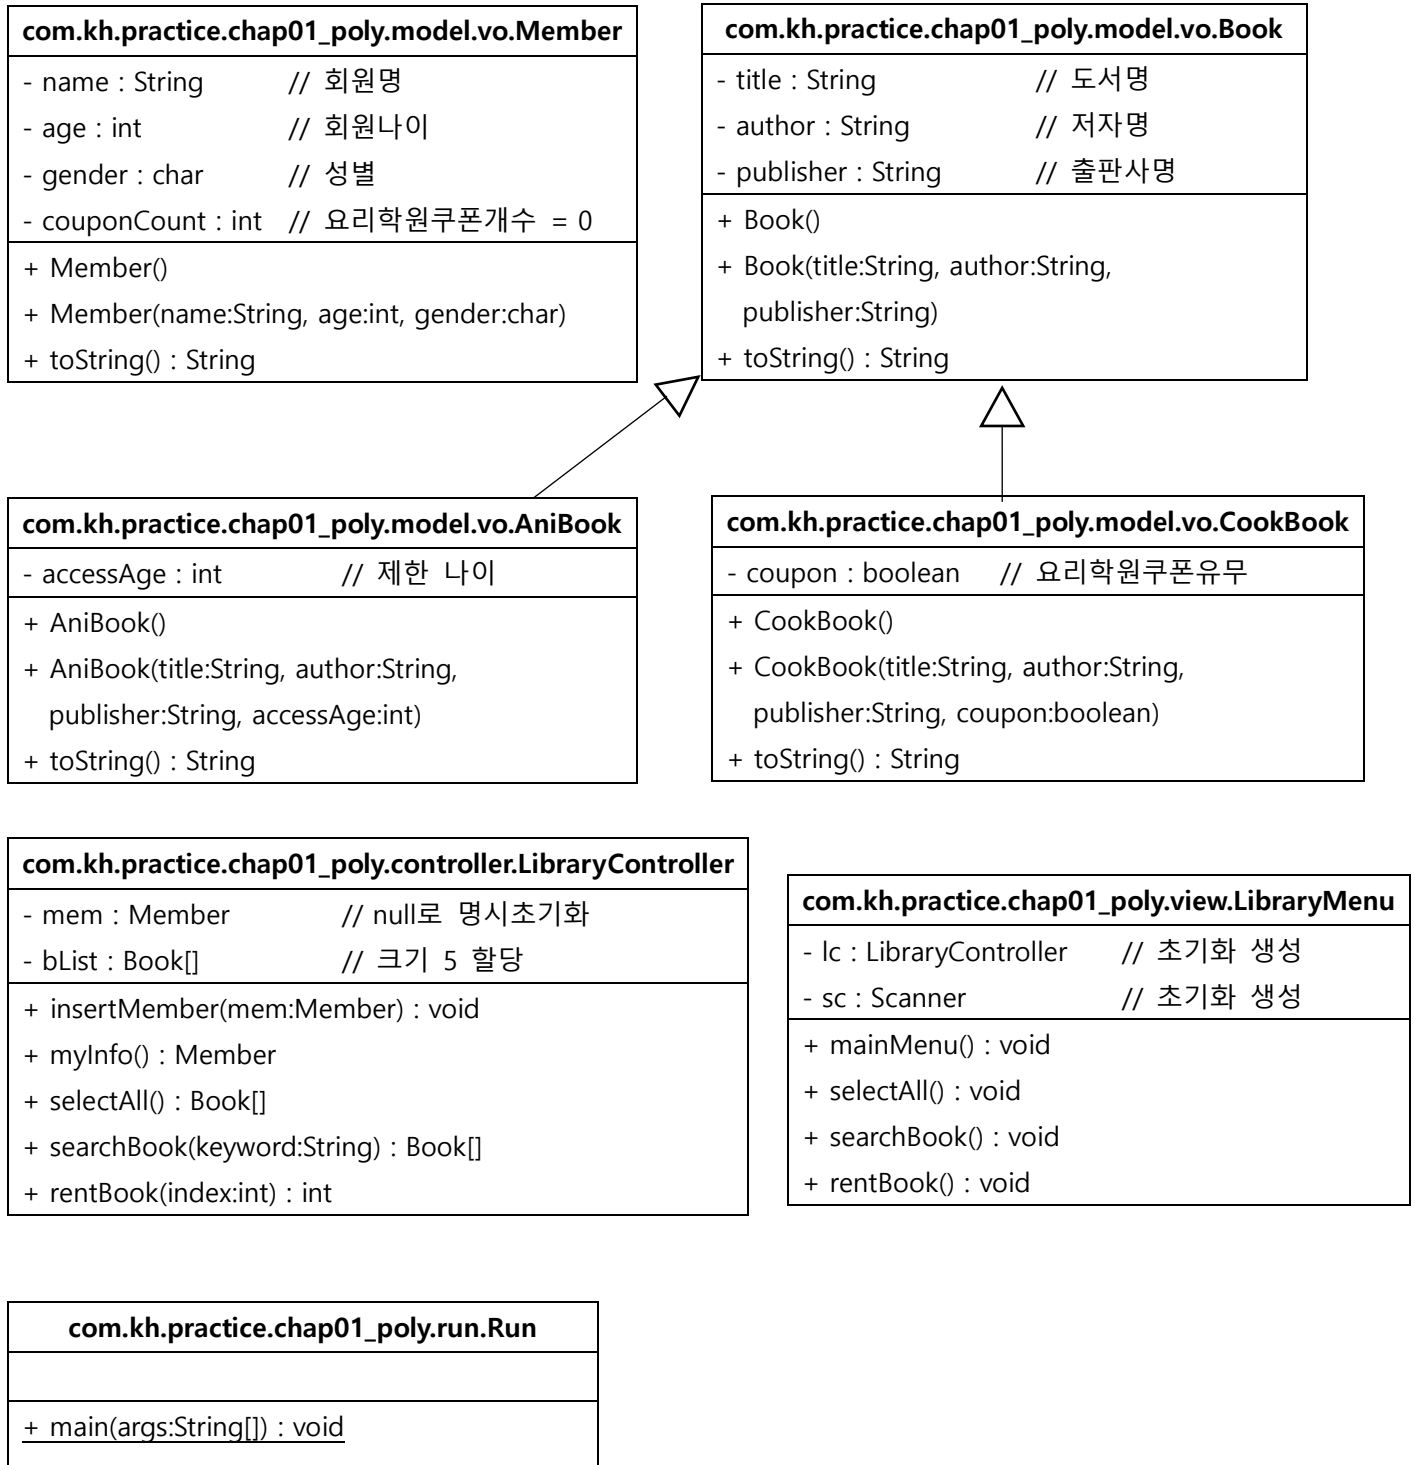 com.kh.practice.chap01_poly.model.vo.Member
- name : String // 회원명
- age : int // 회원나이
- gender : char // 성별
- couponCount : int // 요리학원쿠폰개수 = 0
+ Member()
+ Member(name:String, age:int, gender:char)
+ toString() : String
com.kh.practice.chap01_poly.model.vo.Book
- title : String // 도서명
- author : String // 저자명
- publisher : String // 출판사명
+ Book()
+ Book(title:String, author:String,
publisher:String)
+ toString() : String
com.kh.practice.chap01_poly.model.vo.AniBook
- accessAge : int // 제한 나이
+ AniBook()
+ AniBook(title:String, author:String,
publisher:String, accessAge:int)
+ toString() : String
com.kh.practice.chap01_poly.model.vo.CookBook
- coupon : boolean // 요리학원쿠폰유무
+ CookBook()
+ CookBook(title:String, author:String,
publisher:String, coupon:boolean)
+ toString() : String
com.kh.practice.chap01_poly.controller.LibraryController
- mem : Member // null로 명시초기화
- bList : Book[] // 크기 5 할당
+ insertMember(mem:Member) : void
+ myInfo() : Member
+ selectAll() : Book[]
+ searchBook(keyword:String) : Book[]
+ rentBook(index:int) : int
com.kh.practice.chap01_poly.view.LibraryMenu
- lc : LibraryController // 초기화 생성
- sc : Scanner // 초기화 생성
+ mainMenu() : void
+ selectAll() : void
+ searchBook() : void
+ rentBook() : void
com.kh.practice.chap01_poly.run.Run
+ main(args:String[]) : void